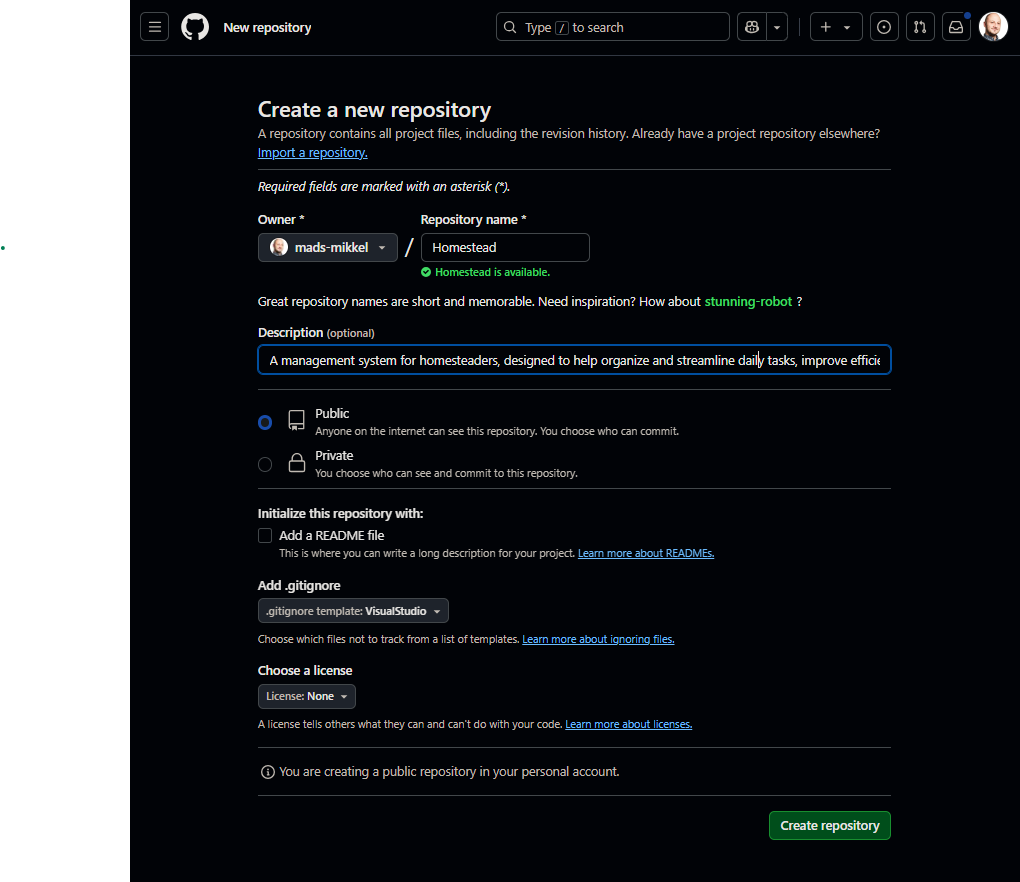 New repository
Type / to search
Create a new repository
A repository contains all project files, including the revision history. Already have a project repository elsewhere?
Import a repository.
Required fields are marked with an asterisk (*).
Owner *
Repository name *
mads-mikkel / Homestead
Homestead is available.
Great repository names are short and memorable. Need inspiration? How about stunning-robot ?
Description (optional)
A management system for homesteaders, designed to help organize and streamline daily tasks, improve efficie
Public
Anyone on the internet can see this repository. You choose who can commit.
Private
You choose who can see and commit to this repository.
Initialize this repository with:
Add a README file
This is where you can write a long description for your project. Learn more about READMEs.
Add .gitignore
.gitignore template: VisualStudio
Choose which files not to track from a list of templates. Learn more about ignoring files.
Choose a license
License: None
A license tells others what they can and can't do with your code. Learn more about licenses.
You are creating a public repository in your personal account.
Create repository